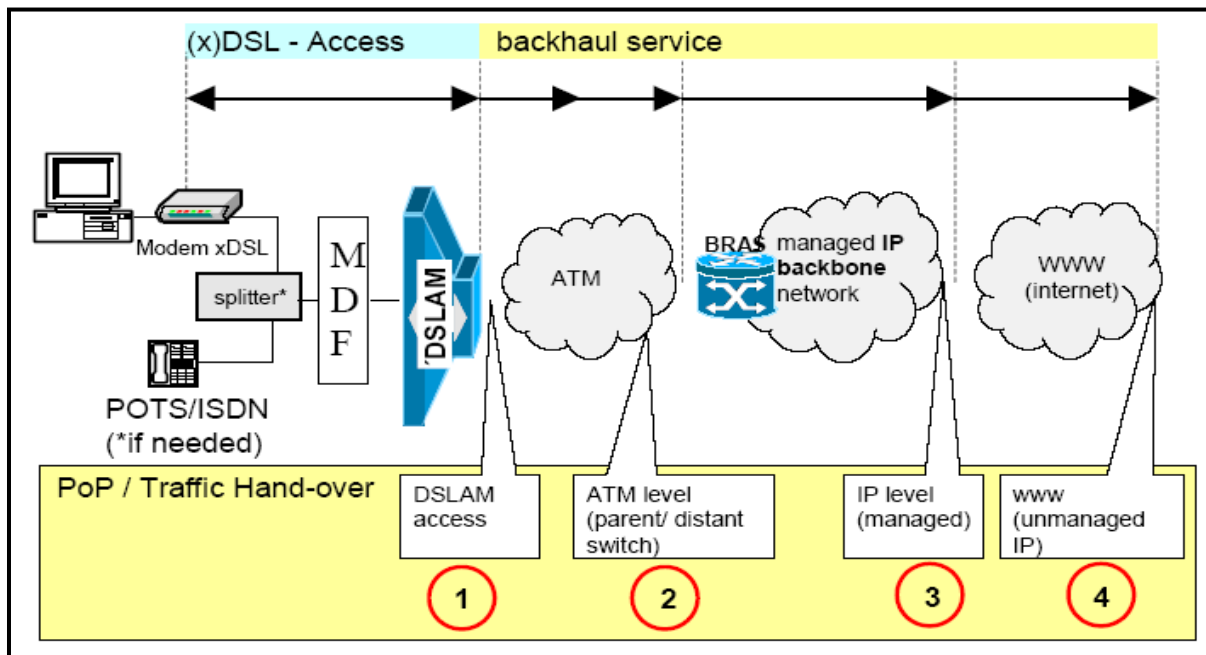 (x)DSL - Access
backhaul service
Modem xDSL
splitter*
POTS/ISDN
(*if needed)
M
D
F
DSLAM
ATM
BRAS
managed IP
backbone
network
WWW
(internet)
PoP / Traffic Hand-over
DSLAM
access
ATM level
(parent/ distant
switch)
IP level
(managed)
www
(unmanaged
IP)
1
2
3
4